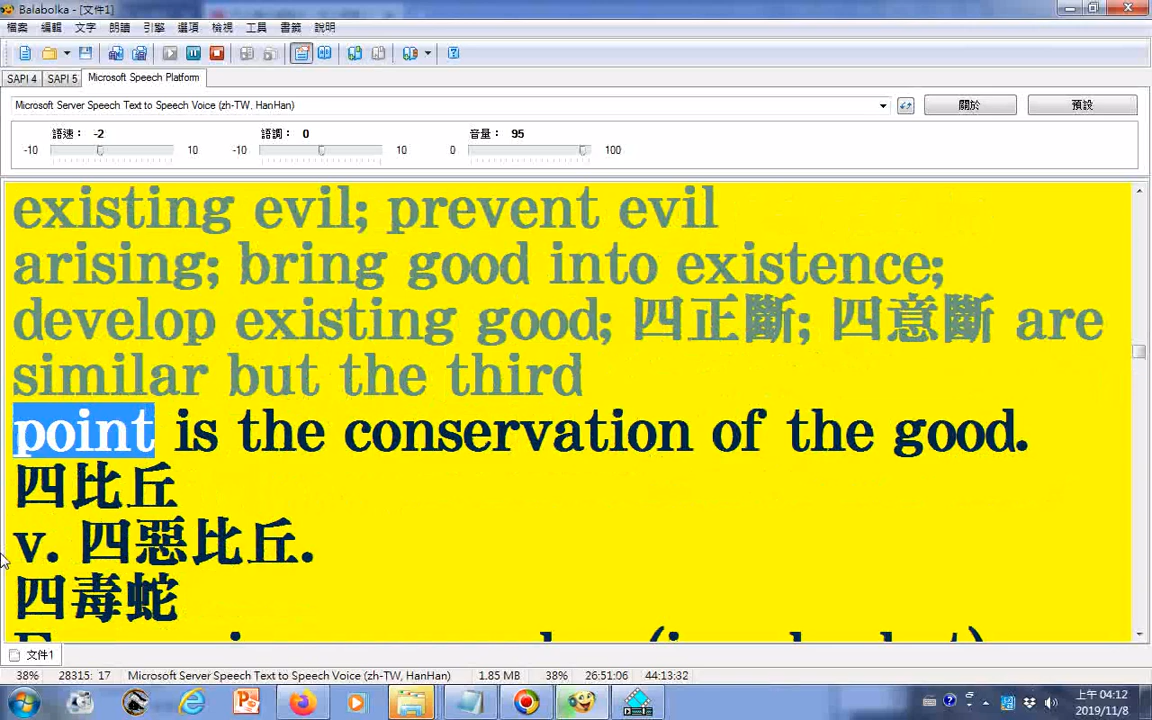 Balabolka - [文件1]
檔案 編輯 文字 朗讀 引擎 選項 檢視 工具 書籤 說明
SAPI 4 SAPI 5 Microsoft Speech Platform
Microsoft Server Speech Text to Speech Voice (zh-TW, HanHan) 關於 預設
語速： -2 語調： 0 音量： 95
-10 10 -10 10 0 100
existing evil; prevent evil
arising; bring good into existence;
develop existing good; 四正斷; 四意斷 are
similar but the third
point is the conservation of the good.
四比丘
v. 四惡比丘.
四毒蛇
文件1
38% 28315: 17 Microsoft Server Speech Text to Speech Voice (zh-TW, HanHan) 1.85 MB 38% 26:51:06 44:13:32
上午 04:12
2019/11/8